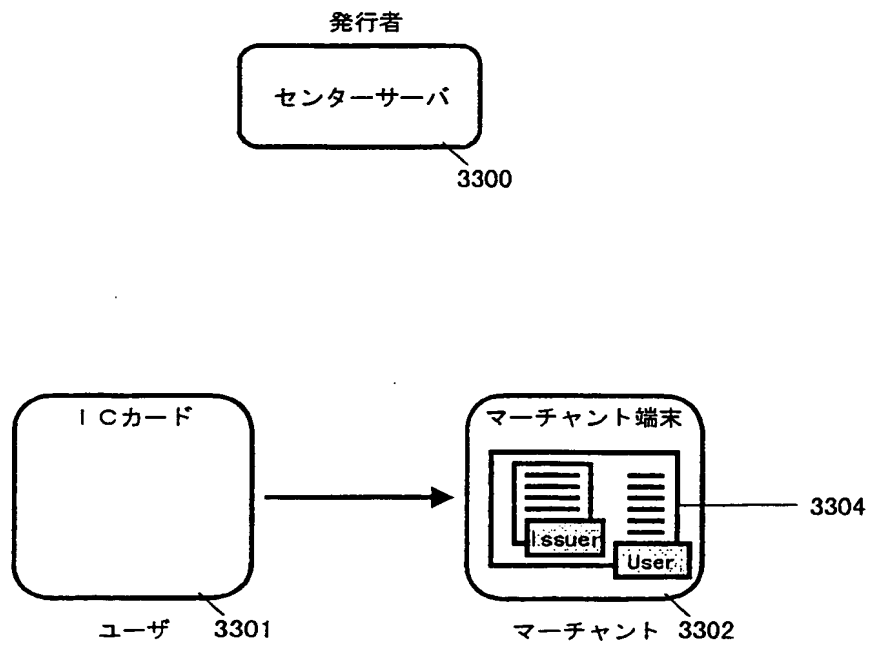 発行者
センターサーバ
3300
ICカード
マーチャント端末
3304
Issuer
User
ユーザ 3301
マーチャント 3302